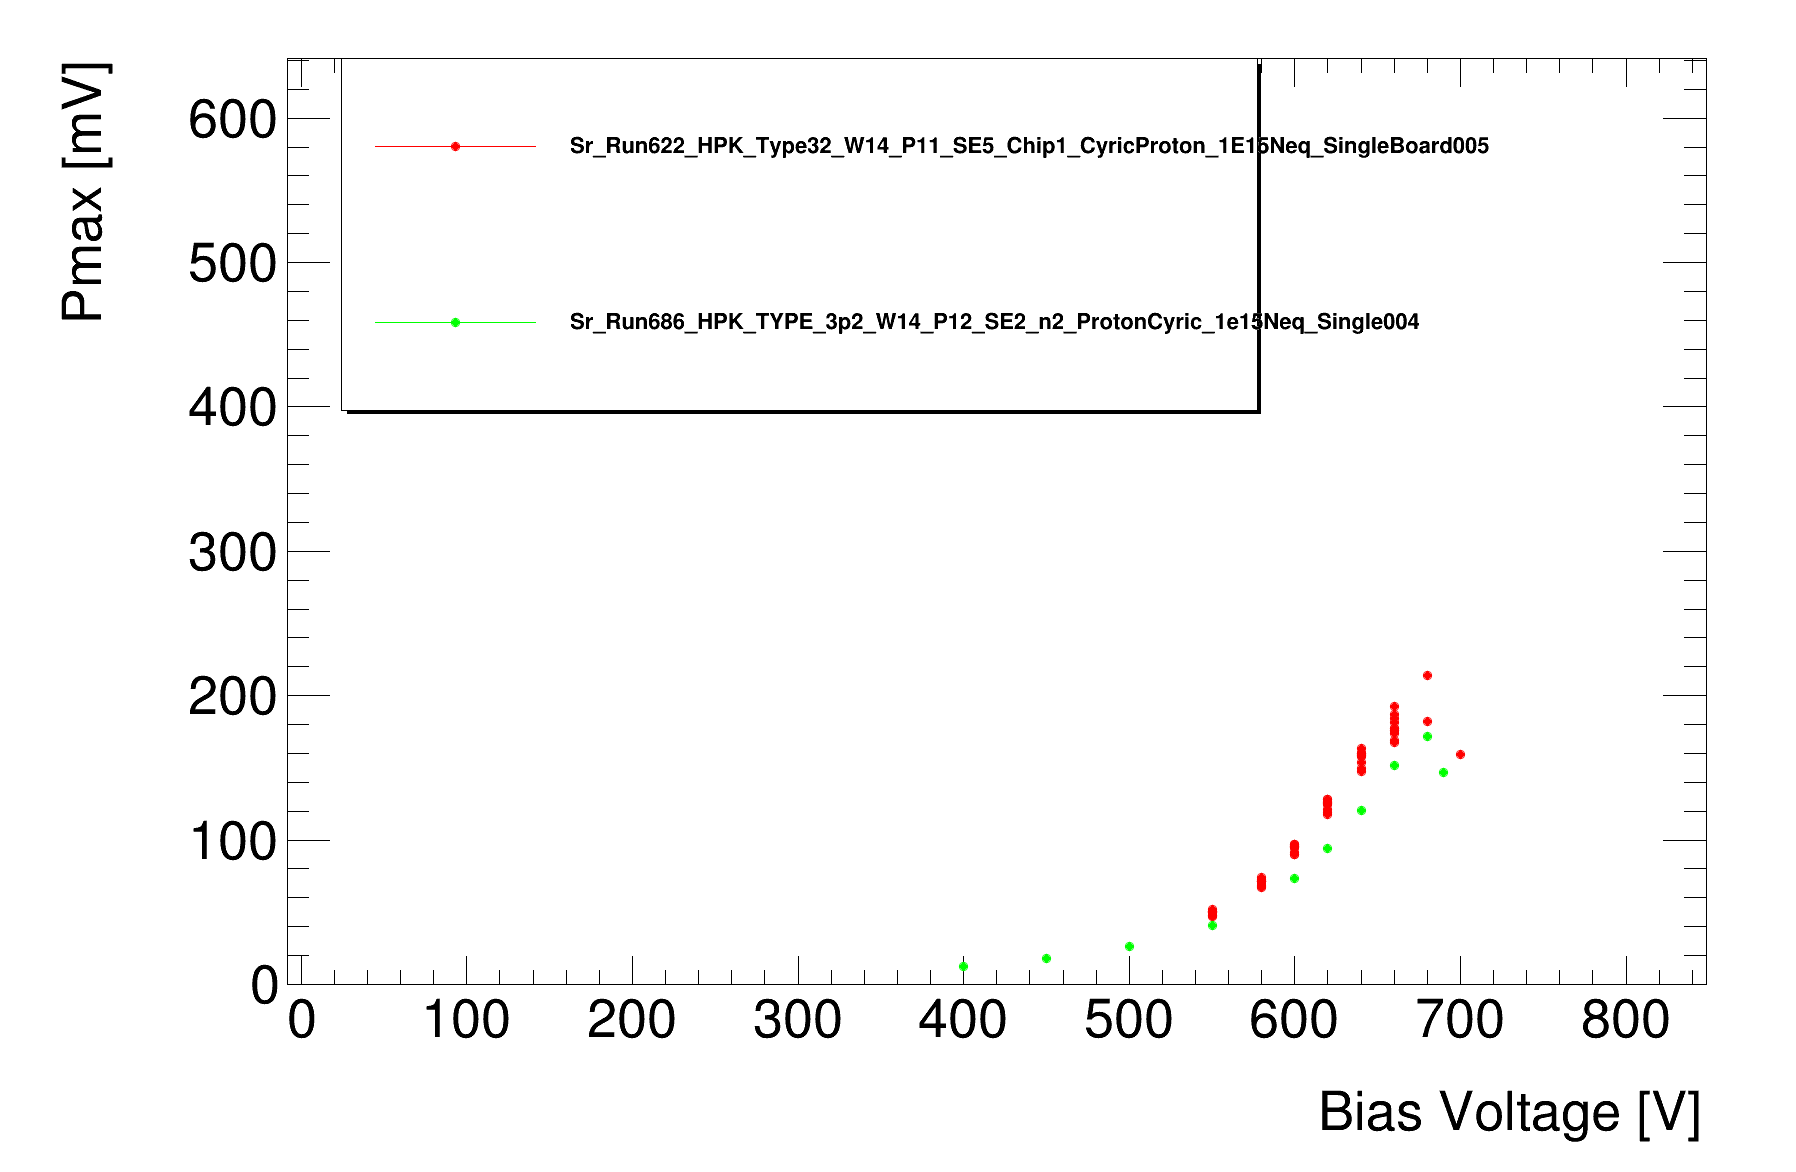 Pmax [mV]
600
500
400
300
200
100
0
Sr_Run622_HPK_Type32_W14_P11_SE5_Chip1_CyricProton_1E15Neq_SingleBoard005
Sr_Run686_HPK_TYPE_3p2_W14_P12_SE2_n2_ProtonCyric_1e15Neq_Single004
0 100 200 300 400 500 600 700 800
Bias Voltage [V]